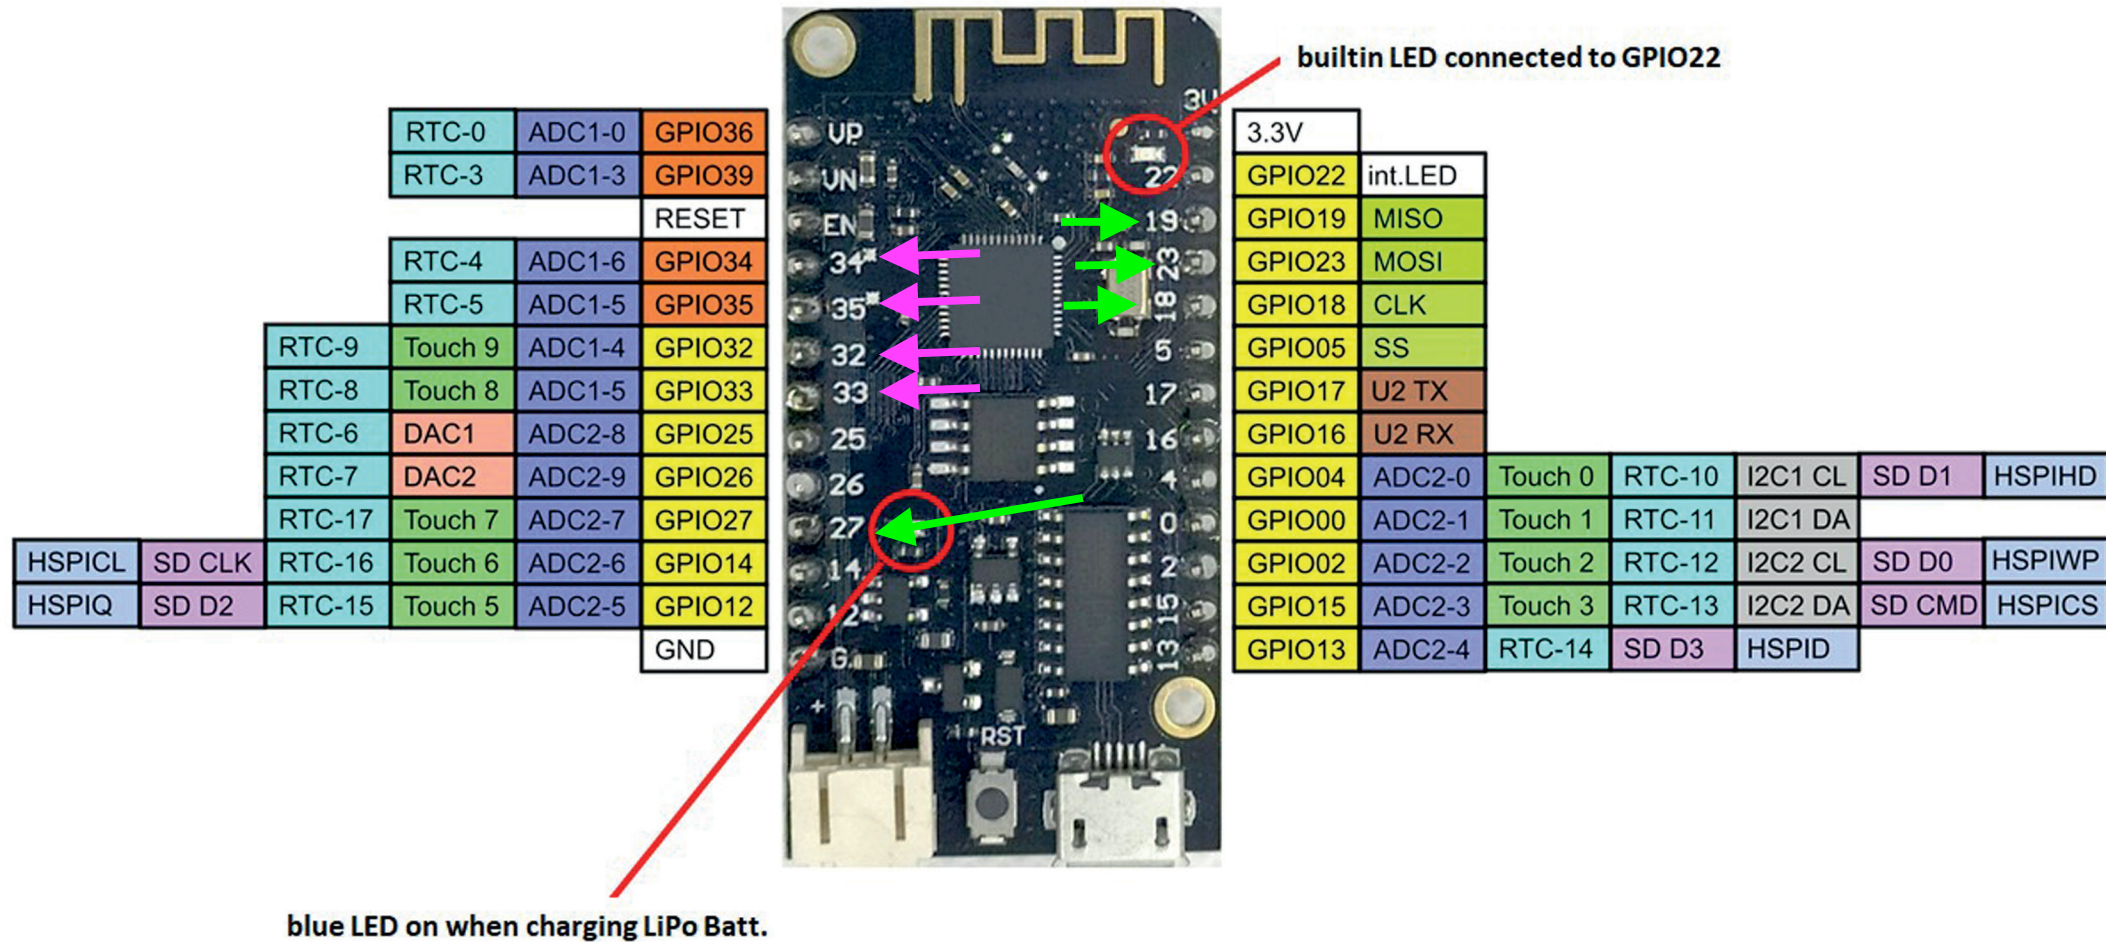 builtin LED connected to GPIO22
RTC-0 ADC1-0 GPIO36
RTC-3 ADC1-3 GPIO39
RESET
RTC-4 ADC1-6 GPIO34
RTC-5 ADC1-5 GPIO35
RTC-9 Touch 9 ADC1-4 GPIO32
RTC-8 Touch 8 ADC1-5 GPIO33
RTC-6 DAC1 ADC2-8 GPIO25
RTC-7 DAC2 ADC2-9 GPIO26
RTC-17 Touch 7 ADC2-7 GPIO27
HSPICL SD CLK RTC-16 Touch 6 ADC2-6 GPIO14
HSPIQ SD D2 RTC-15 Touch 5 ADC2-5 GPIO12
GND
VP
VN
EN
34*
35*
32
33
25
26
27
14
12
G
+
RST
3V
22
19
23
18
5
17
16
4
0
2
15
13
3.3V
GPIO22 int.LED
GPIO19 MISO
GPIO23 MOSI
GPIO18 CLK
GPIO05 SS
GPIO17 U2 TX
GPIO16 U2 RX
GPIO04 ADC2-0 Touch 0 RTC-10 I2C1 CL SD D1 HSPIHD
GPIO00 ADC2-1 Touch 1 RTC-11 I2C1 DA
GPIO02 ADC2-2 Touch 2 RTC-12 I2C2 CL SD D0 HSPIWP
GPIO15 ADC2-3 Touch 3 RTC-13 I2C2 DA SD CMD HSPICS
GPIO13 ADC2-4 RTC-14 SD D3 HSPID
blue LED on when charging LiPo Batt.